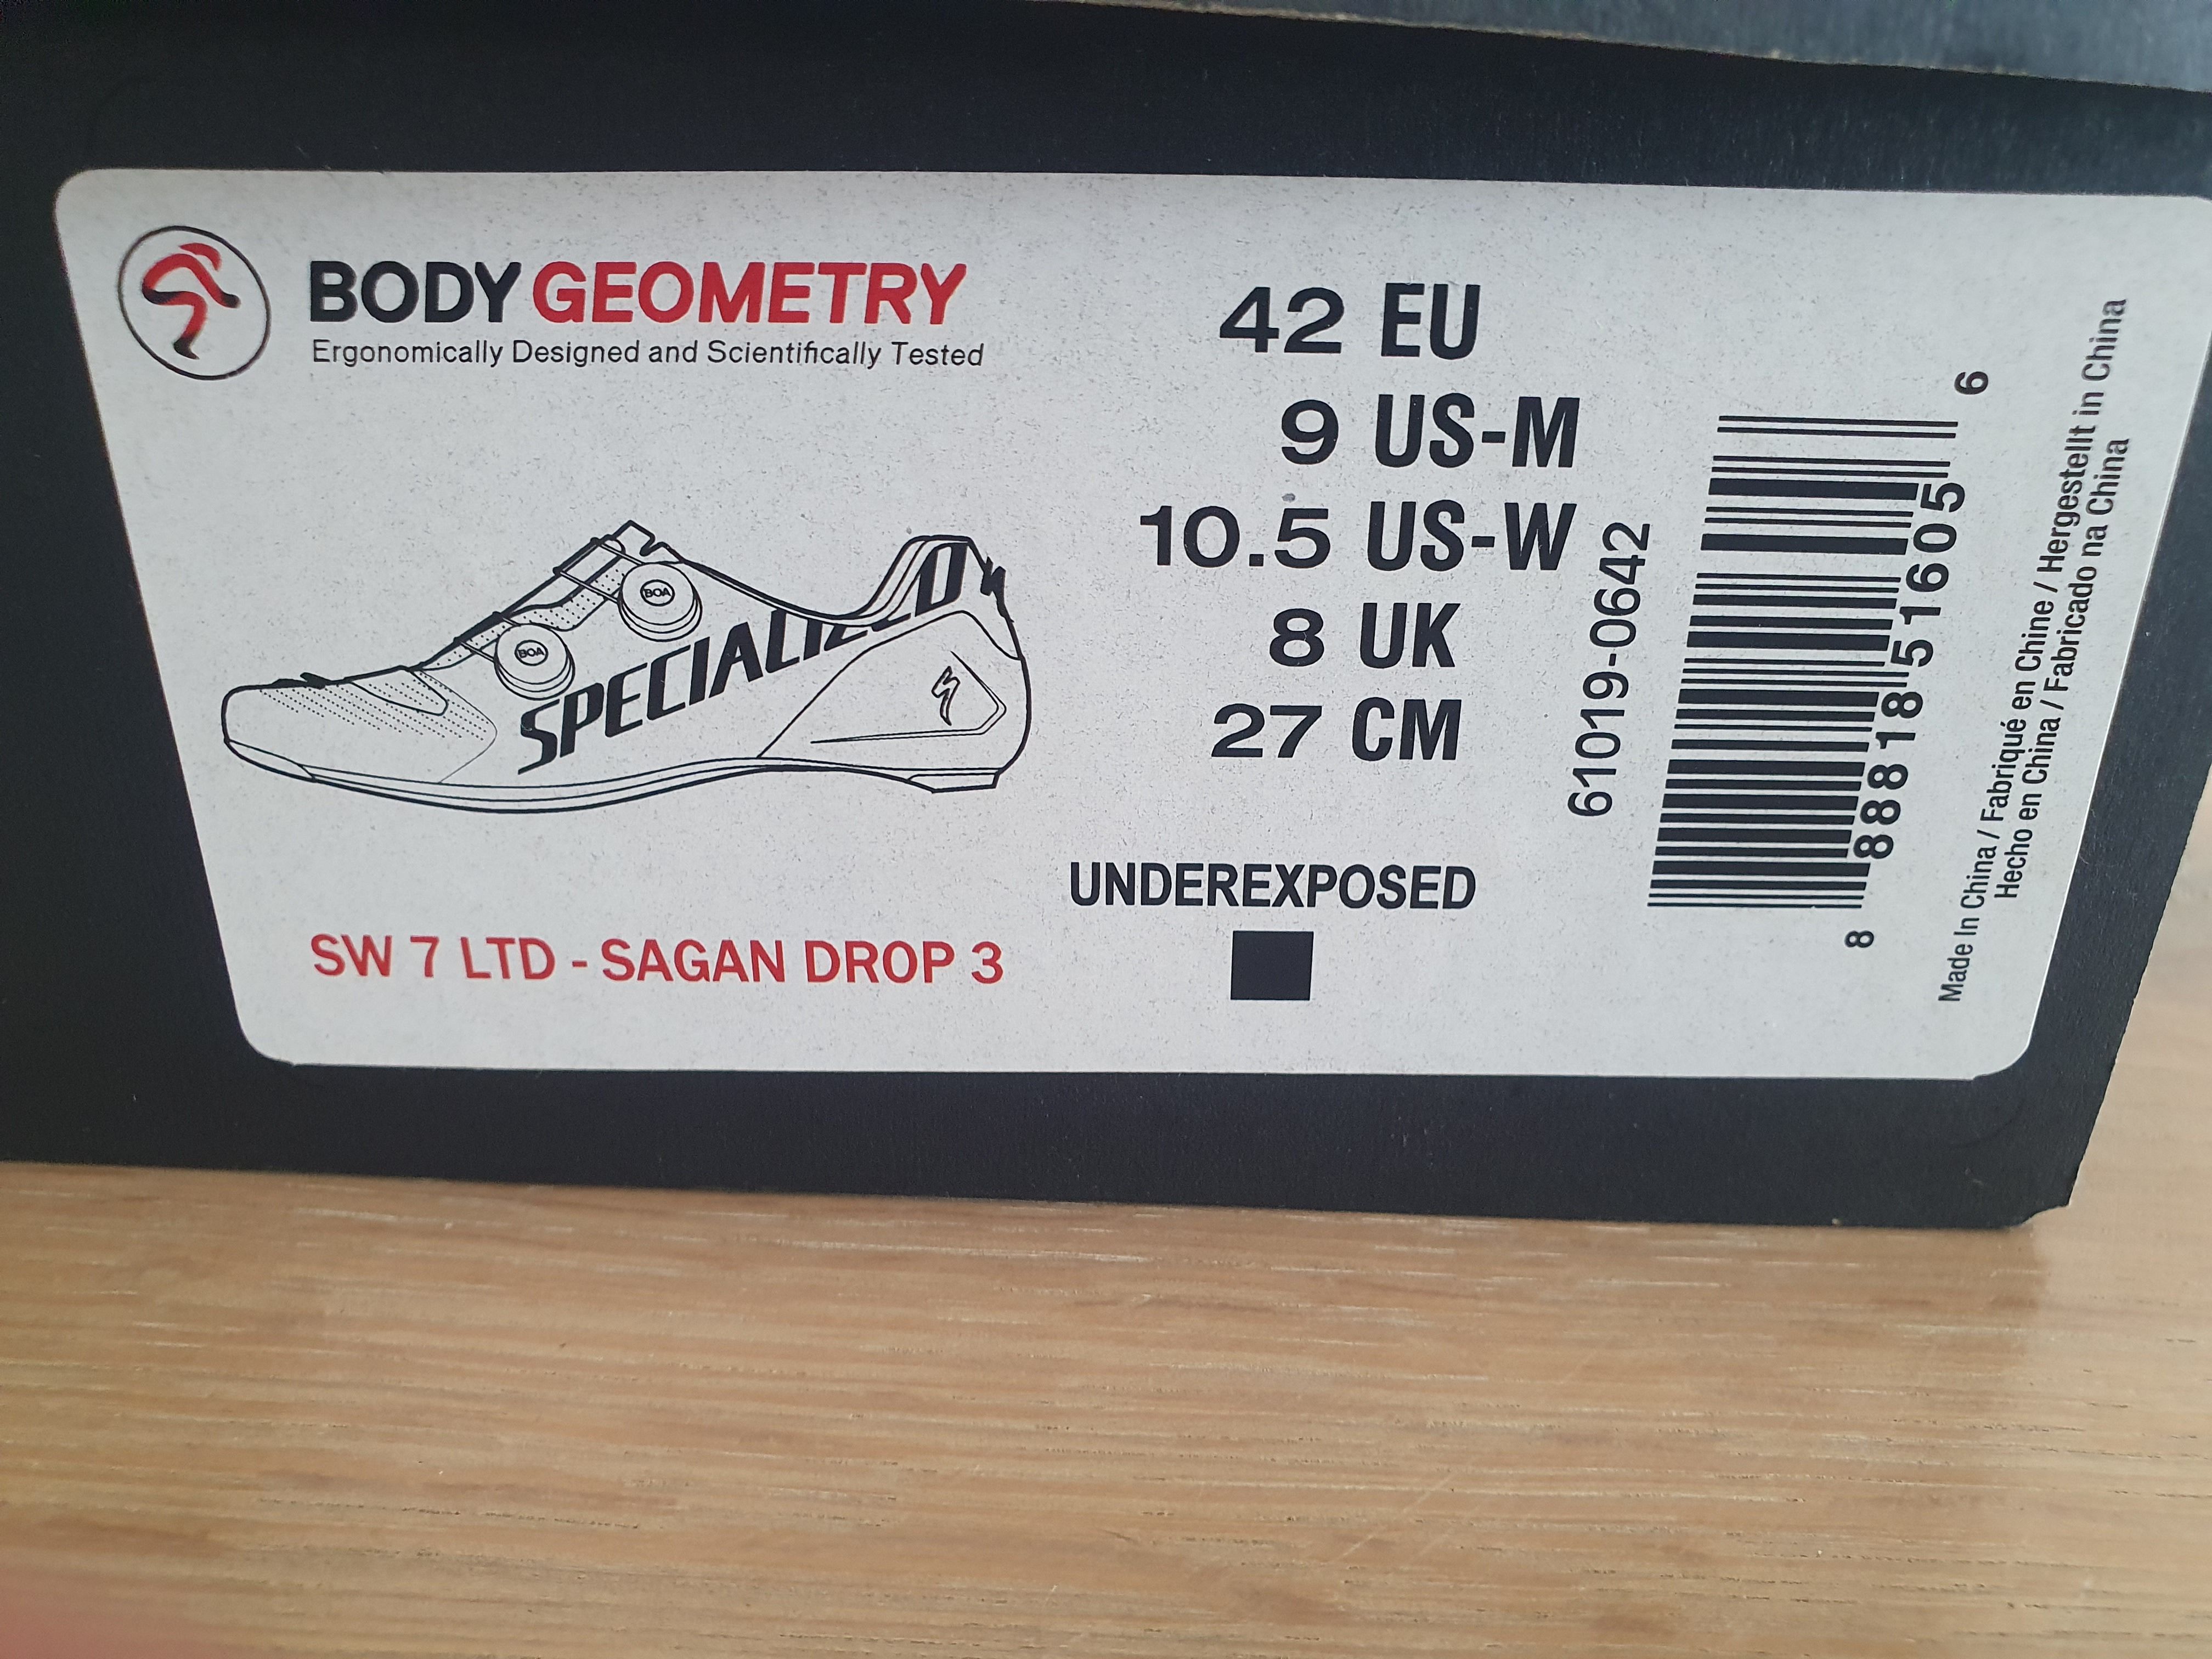 BODY GEOMETRY
Ergonomically Designed and Scientifically Tested
BOA
BOA
SPECIALIZED
SW 7 LTD - SAGAN DROP 3
42 EU
9 US-M
10.5 US-W
8 UK
27 CM
UNDEREXPOSED
61019-0642
8 88818 51605 6
Made In China / Fabriqué en Chine / Hergestellt in China
Hecho en China / Fabricado na China